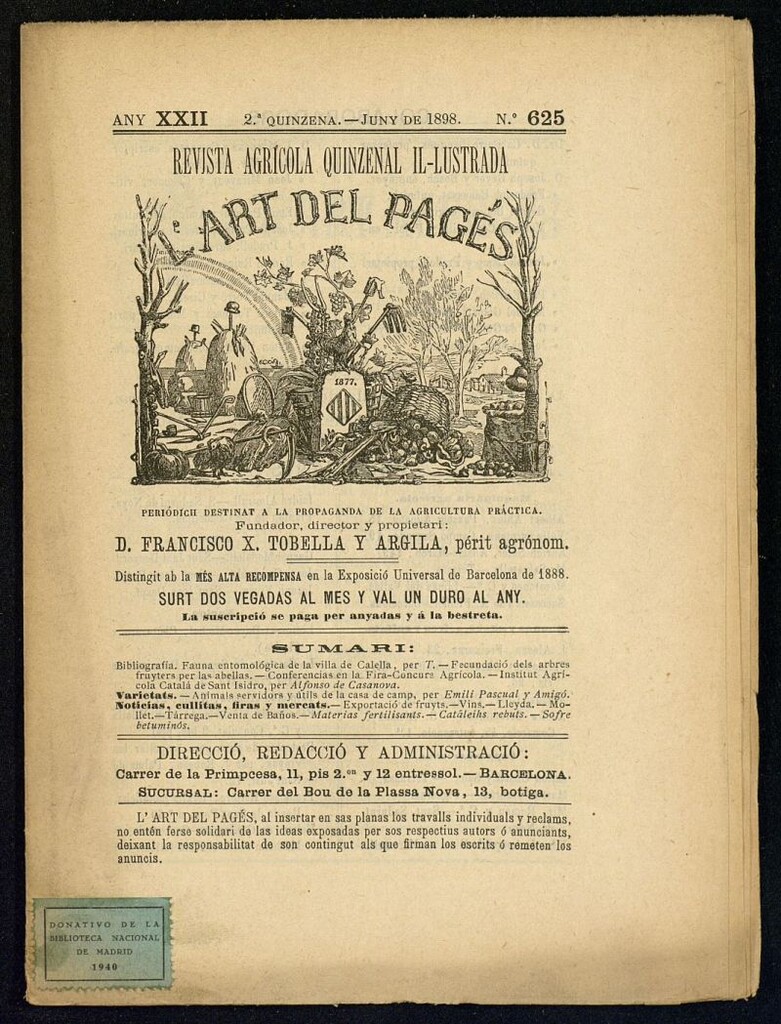 ANY XXII 2.ª QUINZENA.—JUNY DE 1898. N.º 625
REVISTA AGRÍCOLA QUINZENAL IL-LUSTRADA
L'ART DEL PAGÉS
1877.
PERIÓDICH DESTINAT A LA PROPAGANDA DE LA AGRICULTURA PRÁCTICA.
Fundador, director y propietari:
D. FRANCISCO X. TOBELLA Y ARGILA, périt agrónom.
Distingit ab la MÉS ALTA RECOMPENSA en la Exposició Universal de Barcelona de 1888.
SURT DOS VEGADAS AL MES Y VAL UN DURO AL ANY.
La suscripció se paga per anyadas y á la bestreta.
SUMARI:
Bibliografía. Fauna entomológica de la villa de Calella, per T. — Fecundació dels arbres
fruyters per las abellas. — Conferencias en la Fira-Concurs Agrícola. — Institut Agrí-
cola Catalá de Sant Isidro, per Alfonso de Casanova.
Varietats. — Animals servidors y útils de la casa de camp, per Emili Pascual y Amigó.
Noticias, cullitas, firas y mercats. — Exportació de fruyts. — Vins. — Lleyda. — Mo-
llet.—Tárrega.—Venta de Baños.—Materias fertilisants. — Catáleihs rebuts. — Sofre
betuminós.
DIRECCIÓ, REDACCIÓ Y ADMINISTRACIÓ:
Carrer de la Primpcesa, 11, pis 2.on y 12 entressol. — BARCELONA.
SUCURSAL: Carrer del Bou de la Plassa Nova, 13, botiga.
L' ART DEL PAGÉS, al insertar en sas planas los travalls individuals y reclams,
no entén ferse solidari de las ideas exposadas per sos respectius autors ó anunciants,
deixant la responsabilitat de son contingut als que firman los escrits ó remeten los
anuncis.
DONATIVO DE LA
BIBLIOTECA NACIONAL
DE MADRID
1940